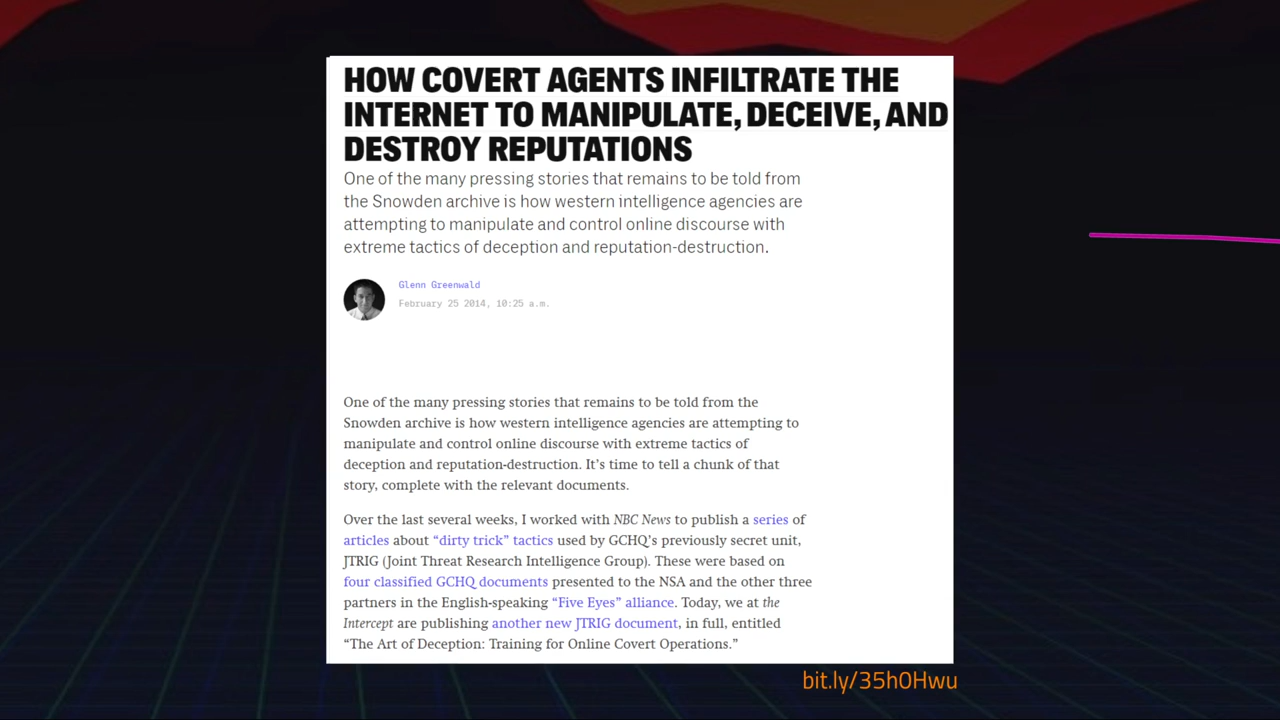 HOW COVERT AGENTS INFILTRATE THE
INTERNET TO MANIPULATE, DECEIVE, AND
DESTROY REPUTATIONS
One of the many pressing stories that remains to be told from
the Snowden archive is how western intelligence agencies are
attempting to manipulate and control online discourse with
extreme tactics of deception and reputation-destruction.
Glenn Greenwald
February 25 2014, 10:25 a.m.
One of the many pressing stories that remains to be told from the
Snowden archive is how western intelligence agencies are attempting to
manipulate and control online discourse with extreme tactics of
deception and reputation-destruction. It’s time to tell a chunk of that
story, complete with the relevant documents.
Over the last several weeks, I worked with NBC News to publish a series of
articles about “dirty trick” tactics used by GCHQ’s previously secret unit,
JTRIG (Joint Threat Research Intelligence Group). These were based on
four classified GCHQ documents presented to the NSA and the other three
partners in the English-speaking “Five Eyes” alliance. Today, we at the
Intercept are publishing another new JTRIG document, in full, entitled
“The Art of Deception: Training for Online Covert Operations.”
bit.ly/35h0Hwu